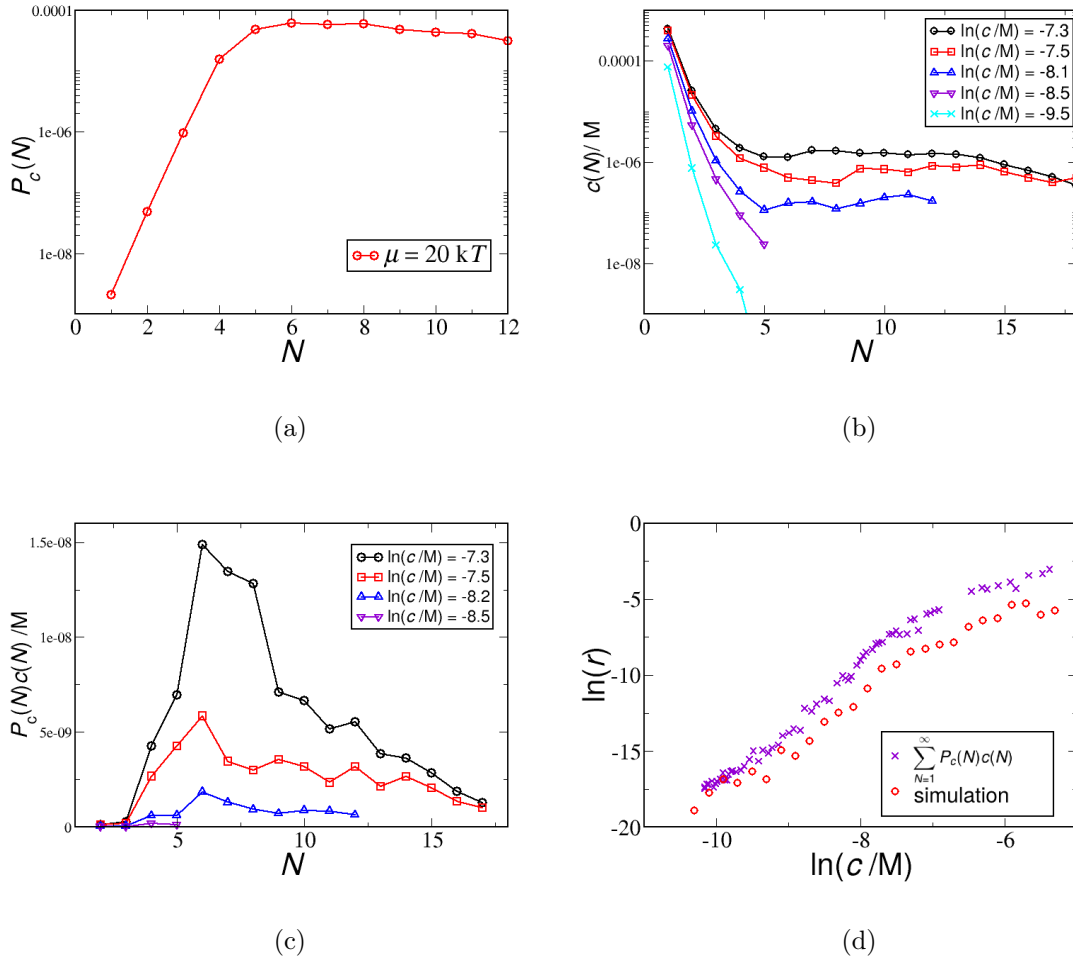 0.0001
1e-06
1e-08
P_c(N)
μ = 20 kT
0 2 4 6 8 10 12
N
(a)
0.0001
1e-06
1e-08
c(N)/ M
ln(c /M) = -7.3
ln(c /M) = -7.5
ln(c /M) = -8.1
ln(c /M) = -8.5
ln(c /M) = -9.5
0 5 10 15
N
(b)
1.5e-08
1e-08
5e-09
0
P_c(N)c(N) /M
ln(c /M) = -7.3
ln(c /M) = -7.5
ln(c /M) = -8.2
ln(c /M) = -8.5
5 10 15
N
(c)
0
-5
-10
-15
-20
ln(r)
∞
∑ P_c(N)c(N)
N=1
simulation
-10 -8 -6
ln(c /M)
(d)